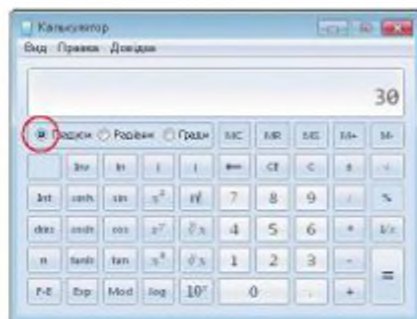 Калькулятор
Вид Правка Довідка
30
Градуси Радіани Гради MC MR MS M+ M-
Inv ln ( ) ← CE C ±
Int sinh sin x² n! 7 8 9 / %
dms cosh cos 4 5 6 * 1/x
π tanh tan 1 2 3 - =
F-E Exp Mod log 10ˣ 0 , +